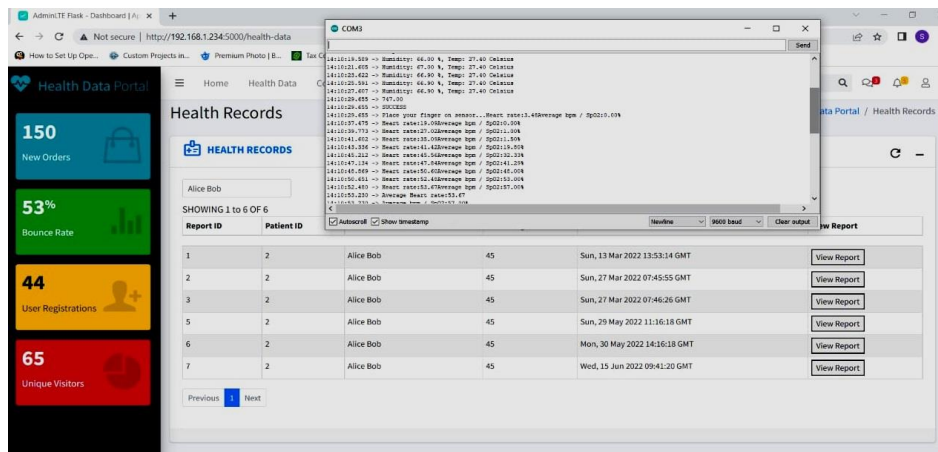 AdminLTE Flask - Dashboard | Ap
Not secure | http://192.168.1.234:5000/health-data
How to Set Up Ope...
Custom Projects in...
Premium Photo | B...
Tax
COM3
Send
14:10:19.589 -> Humidity: 66.00 %, Temp: 27.40 Celsius
14:10:21.605 -> Humidity: 67.00 %, Temp: 27.40 Celsius
14:10:23.622 -> Humidity: 66.90 %, Temp: 27.40 Celsius
14:10:25.591 -> Humidity: 66.90 %, Temp: 27.40 Celsius
14:10:27.607 -> Humidity: 66.90 %, Temp: 27.40 Celsius
14:10:29.655 -> 747.00
14:10:29.655 -> SUCCESS
14:10:29.655 -> Place your finger on sensor...Heart rate:3.48Average bpm / SpO2:0.00%
14:10:37.475 -> Heart rate:19.09Average bpm / SpO2:0.00%
14:10:39.773 -> Heart rate:27.02Average bpm / SpO2:1.00%
14:10:41.602 -> Heart rate:35.05Average bpm / SpO2:11.50%
14:10:43.336 -> Heart rate:41.42Average bpm / SpO2:19.80%
14:10:45.212 -> Heart rate:45.56Average bpm / SpO2:32.33%
14:10:47.134 -> Heart rate:47.84Average bpm / SpO2:41.29%
14:10:48.869 -> Heart rate:50.60Average bpm / SpO2:48.00%
14:10:50.651 -> Heart rate:52.48Average bpm / SpO2:53.00%
14:10:52.480 -> Heart rate:53.67Average bpm / SpO2:57.00%
14:10:53.230 -> Average Heart rate:53.67
Autoscroll
Show timestamp
Newline
9600 baud
Clear output
Health Data Portal
Home
Health Data
150
New Orders
53%
Bounce Rate
44
User Registrations
65
Unique Visitors
Health Records
Data Portal / Health Records
HEALTH RECORDS
Alice Bob
SHOWING 1 to 6 OF 6
Report ID Patient ID View Report
1 2 Alice Bob 45 Sun, 13 Mar 2022 13:53:14 GMT View Report
2 2 Alice Bob 45 Sun, 27 Mar 2022 07:45:55 GMT View Report
3 2 Alice Bob 45 Sun, 27 Mar 2022 07:46:26 GMT View Report
5 2 Alice Bob 45 Sun, 29 May 2022 11:16:18 GMT View Report
6 2 Alice Bob 45 Mon, 30 May 2022 14:16:18 GMT View Report
7 2 Alice Bob 45 Wed, 15 Jun 2022 09:41:20 GMT View Report
Previous 1 Next